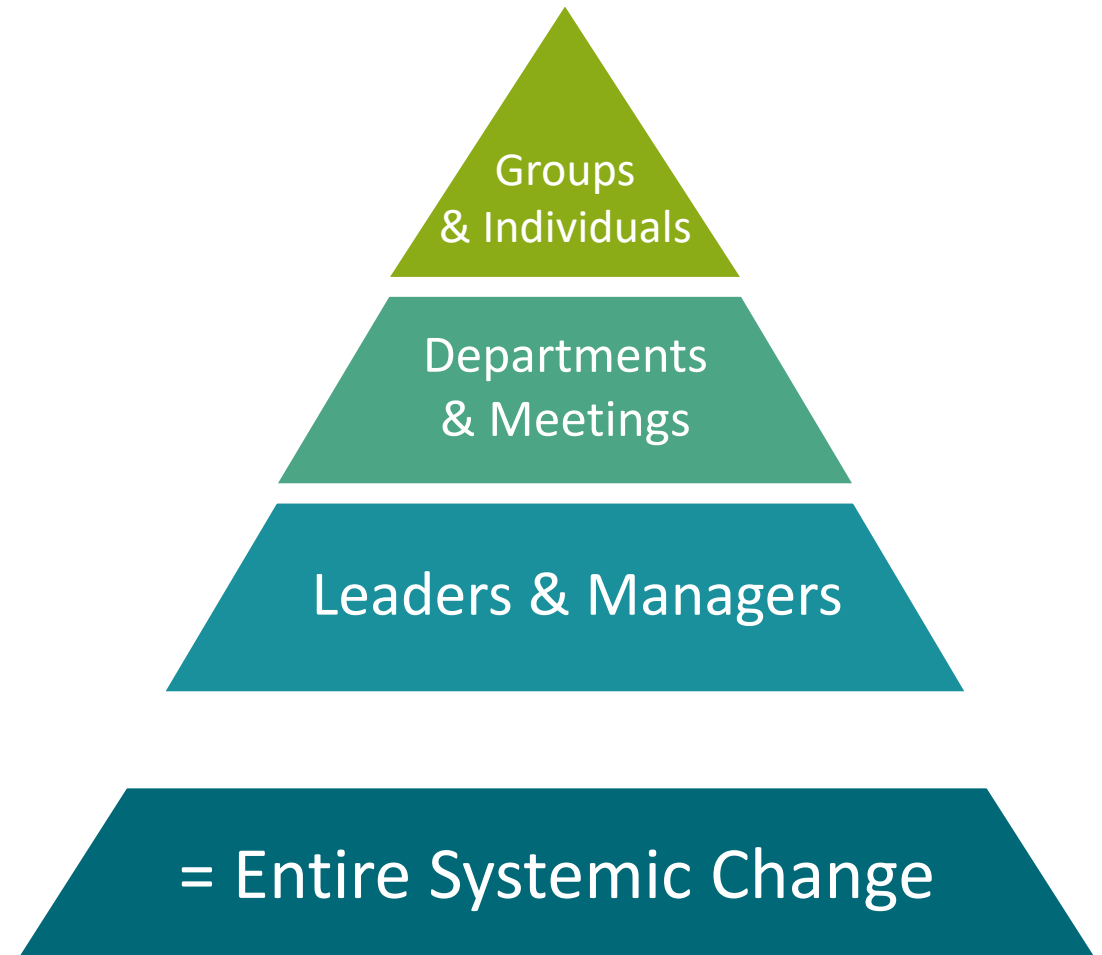 Groups
& Individuals
Departments
& Meetings
Leaders & Managers
= Entire Systemic Change